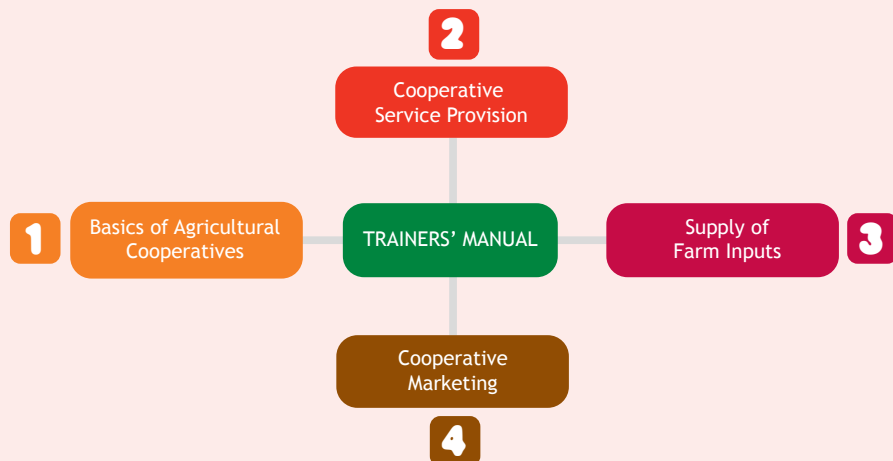 2
Cooperative
Service Provision
1
Basics of Agricultural
Cooperatives
TRAINERS’ MANUAL
Supply of
Farm Inputs
3
Cooperative
Marketing
4